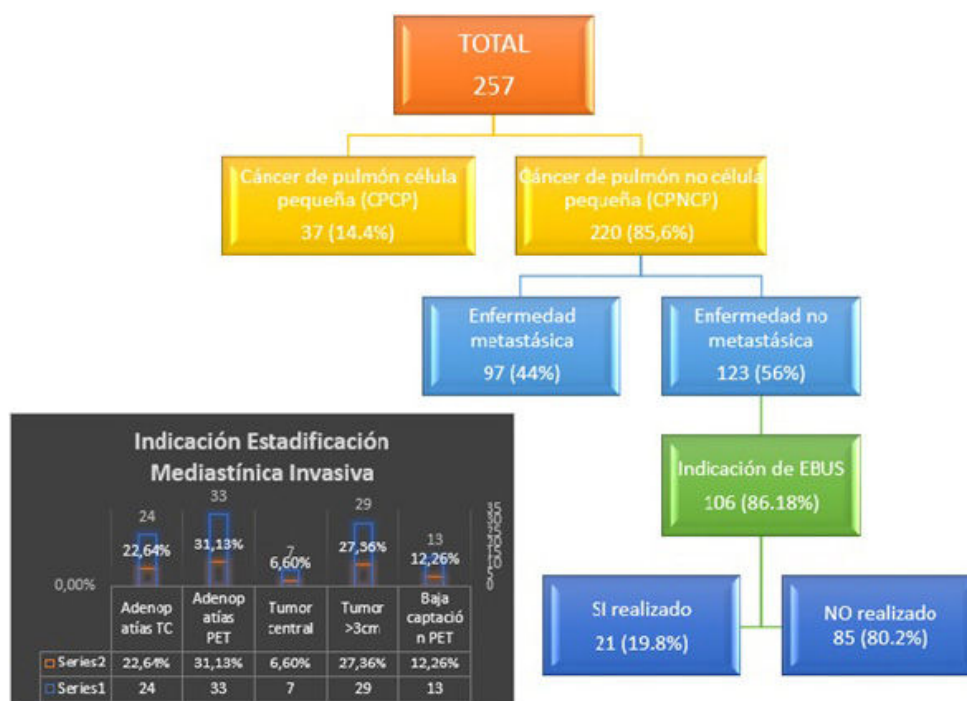 TOTAL
257
Cáncer de pulmón célula
pequeña (CPCP)
37 (14.4%)
Cáncer de pulmón no célula
pequeña (CPNCP)
220 (85,6%)
Enfermedad
metastásica
97 (44%)
Enfermedad no
metastásica
123 (56%)
Indicación de EBUS
106 (86.18%)
SI realizado
21 (19.8%)
NO realizado
85 (80.2%)
Indicación Estadificación
Mediastínica Invasiva
24
33
7
29
13
22,64%
31,13%
6,60%
27,36%
12,26%
0,00%
Adenop
atías TC
Adenop
atías
PET
Tumor
central
Tumor
>3cm
Baja
captació
n PET
Series2 22,64% 31,13% 6,60% 27,36% 12,26%
Series1 24 33 7 29 13